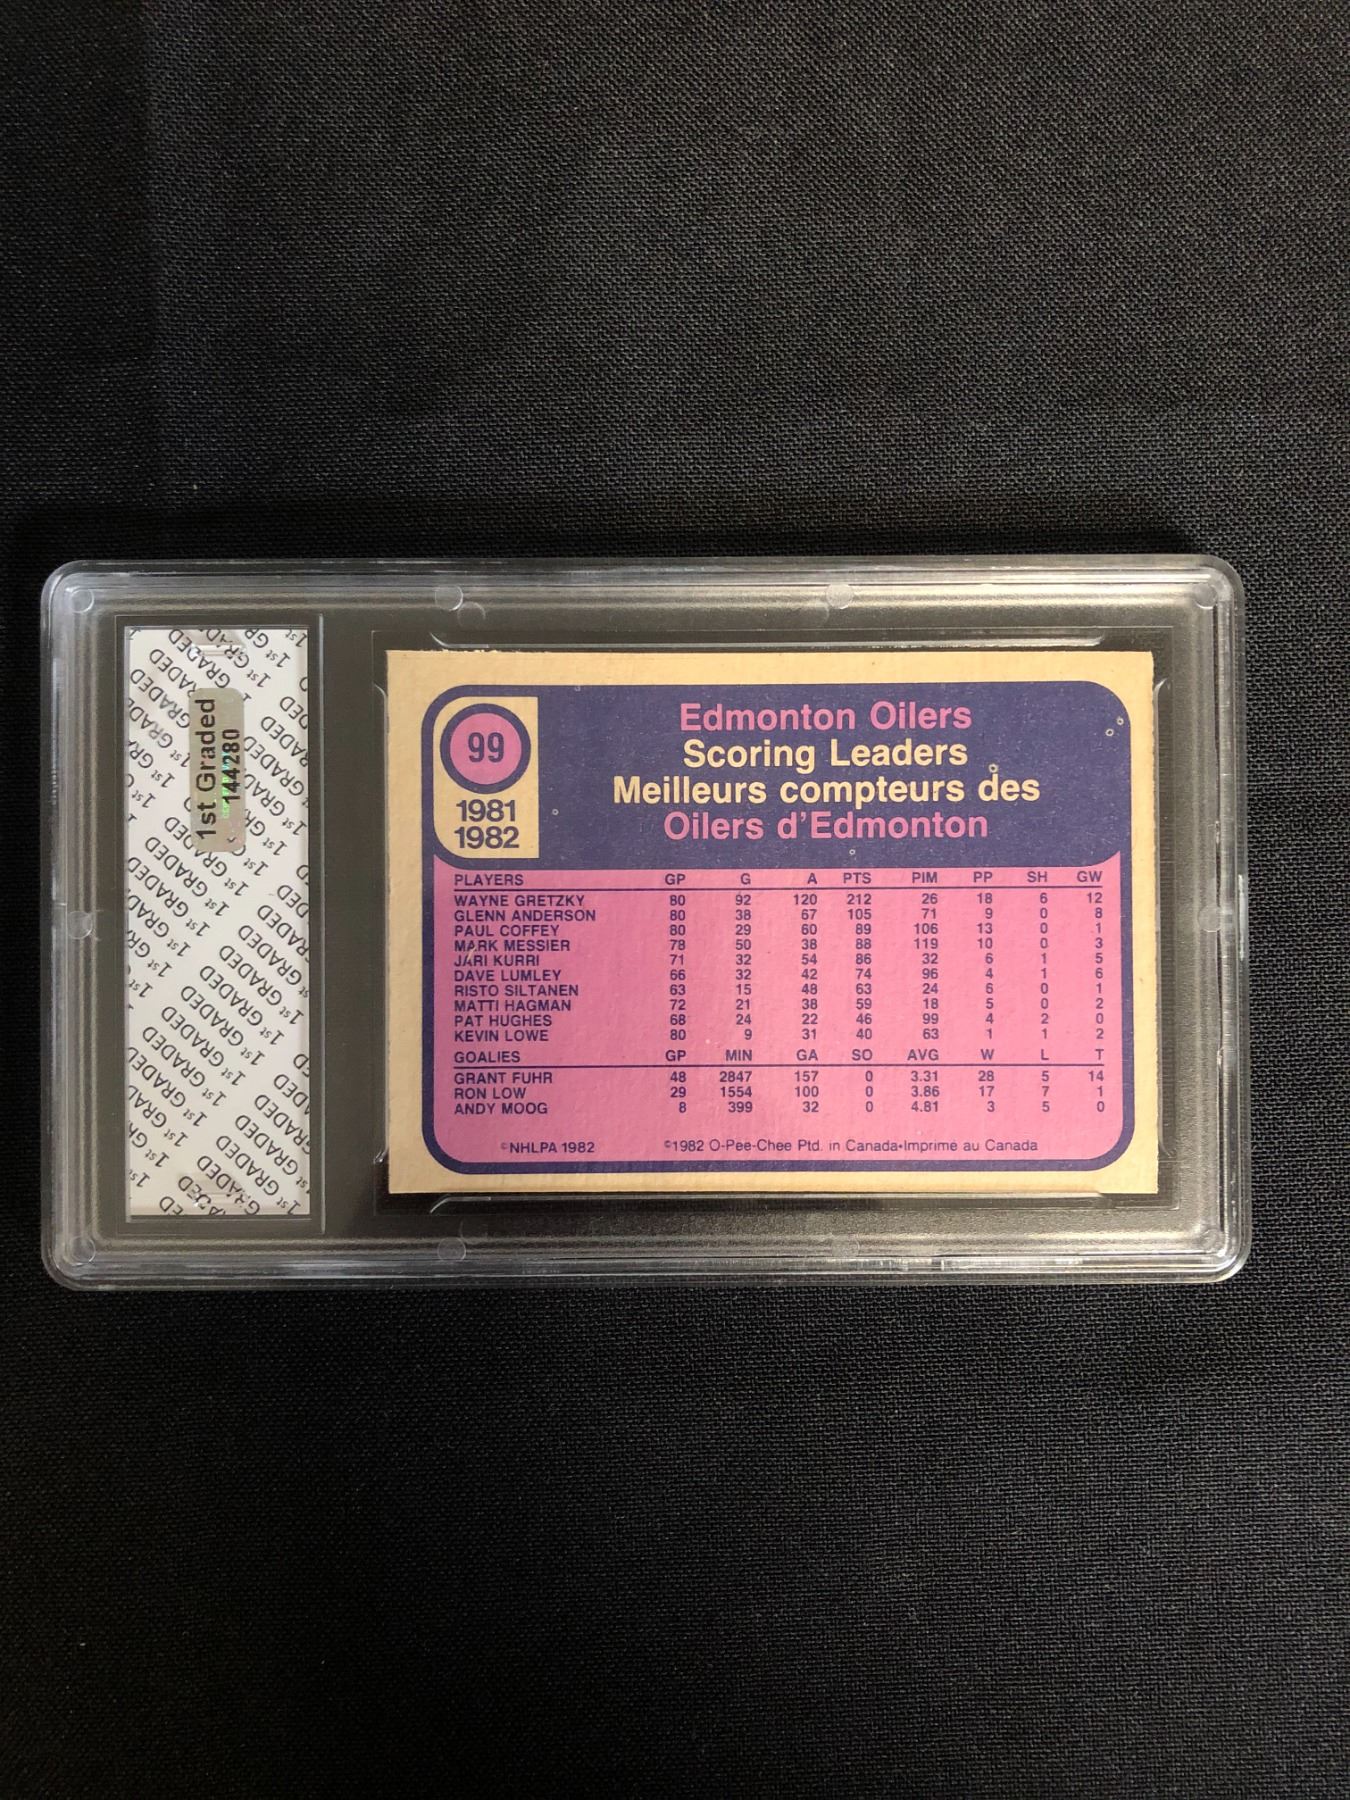 1st Graded
144280
99
1981
1982
Edmonton Oilers
Scoring Leaders
Meilleurs compteurs des
Oilers d'Edmonton
PLAYERS GP G A PTS PIM PP SH GW
WAYNE GRETZKY 80 92 120 212 26 18 6 12
GLENN ANDERSON 80 38 67 105 71 9 0 8
PAUL COFFEY 80 29 60 89 106 13 0 1
MARK MESSIER 78 50 38 88 119 10 0 3
JARI KURRI 71 32 54 86 32 6 1 5
DAVE LUMLEY 66 32 42 74 96 4 1 6
RISTO SILTANEN 63 15 48 63 24 6 0 1
MATTI HAGMAN 72 21 38 59 18 5 0 2
PAT HUGHES 68 24 22 46 99 4 2 0
KEVIN LOWE 80 9 31 40 63 1 1 2
GOALIES GP MIN GA SO AVG W L T
GRANT FUHR 48 2847 157 0 3.31 28 5 14
RON LOW 29 1554 100 0 3.86 17 7 1
ANDY MOOG 8 399 32 0 4.81 3 5 0
©NHLPA 1982 ©1982 O-Pee-Chee Ptd. in Canada•Imprimé au Canada